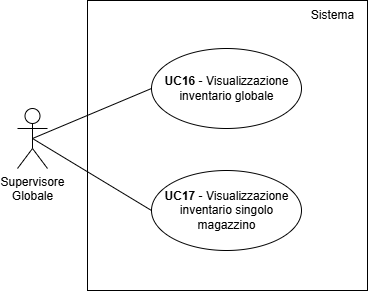 Sistema
UC16 - Visualizzazione
inventario globale
Supervisore
Globale
UC17 - Visualizzazione
inventario singolo
magazzino